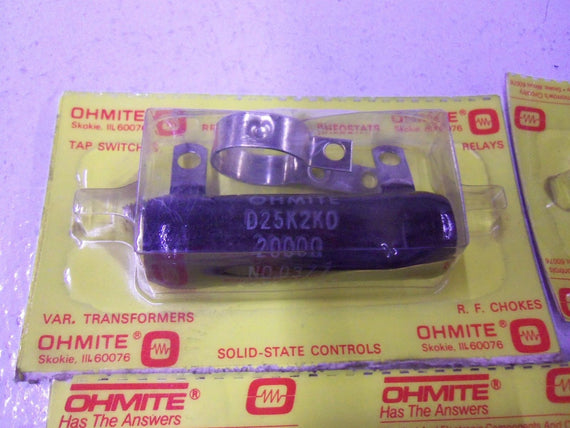 OHMITE®
Skokie, Ill. 60076
OHMITE®
TAP SWITCHES
RHEOSTATS
RELAYS
OHMITE
D25K2K0
2000Ω
VAR. TRANSFORMERS
R. F. CHOKES
OHMITE®
Skokie, Ill. 60076
SOLID-STATE CONTROLS
OHMITE®
Skokie, Ill. 60076
OHMITE®
Has The Answers
OHMITE®
Has The Answers